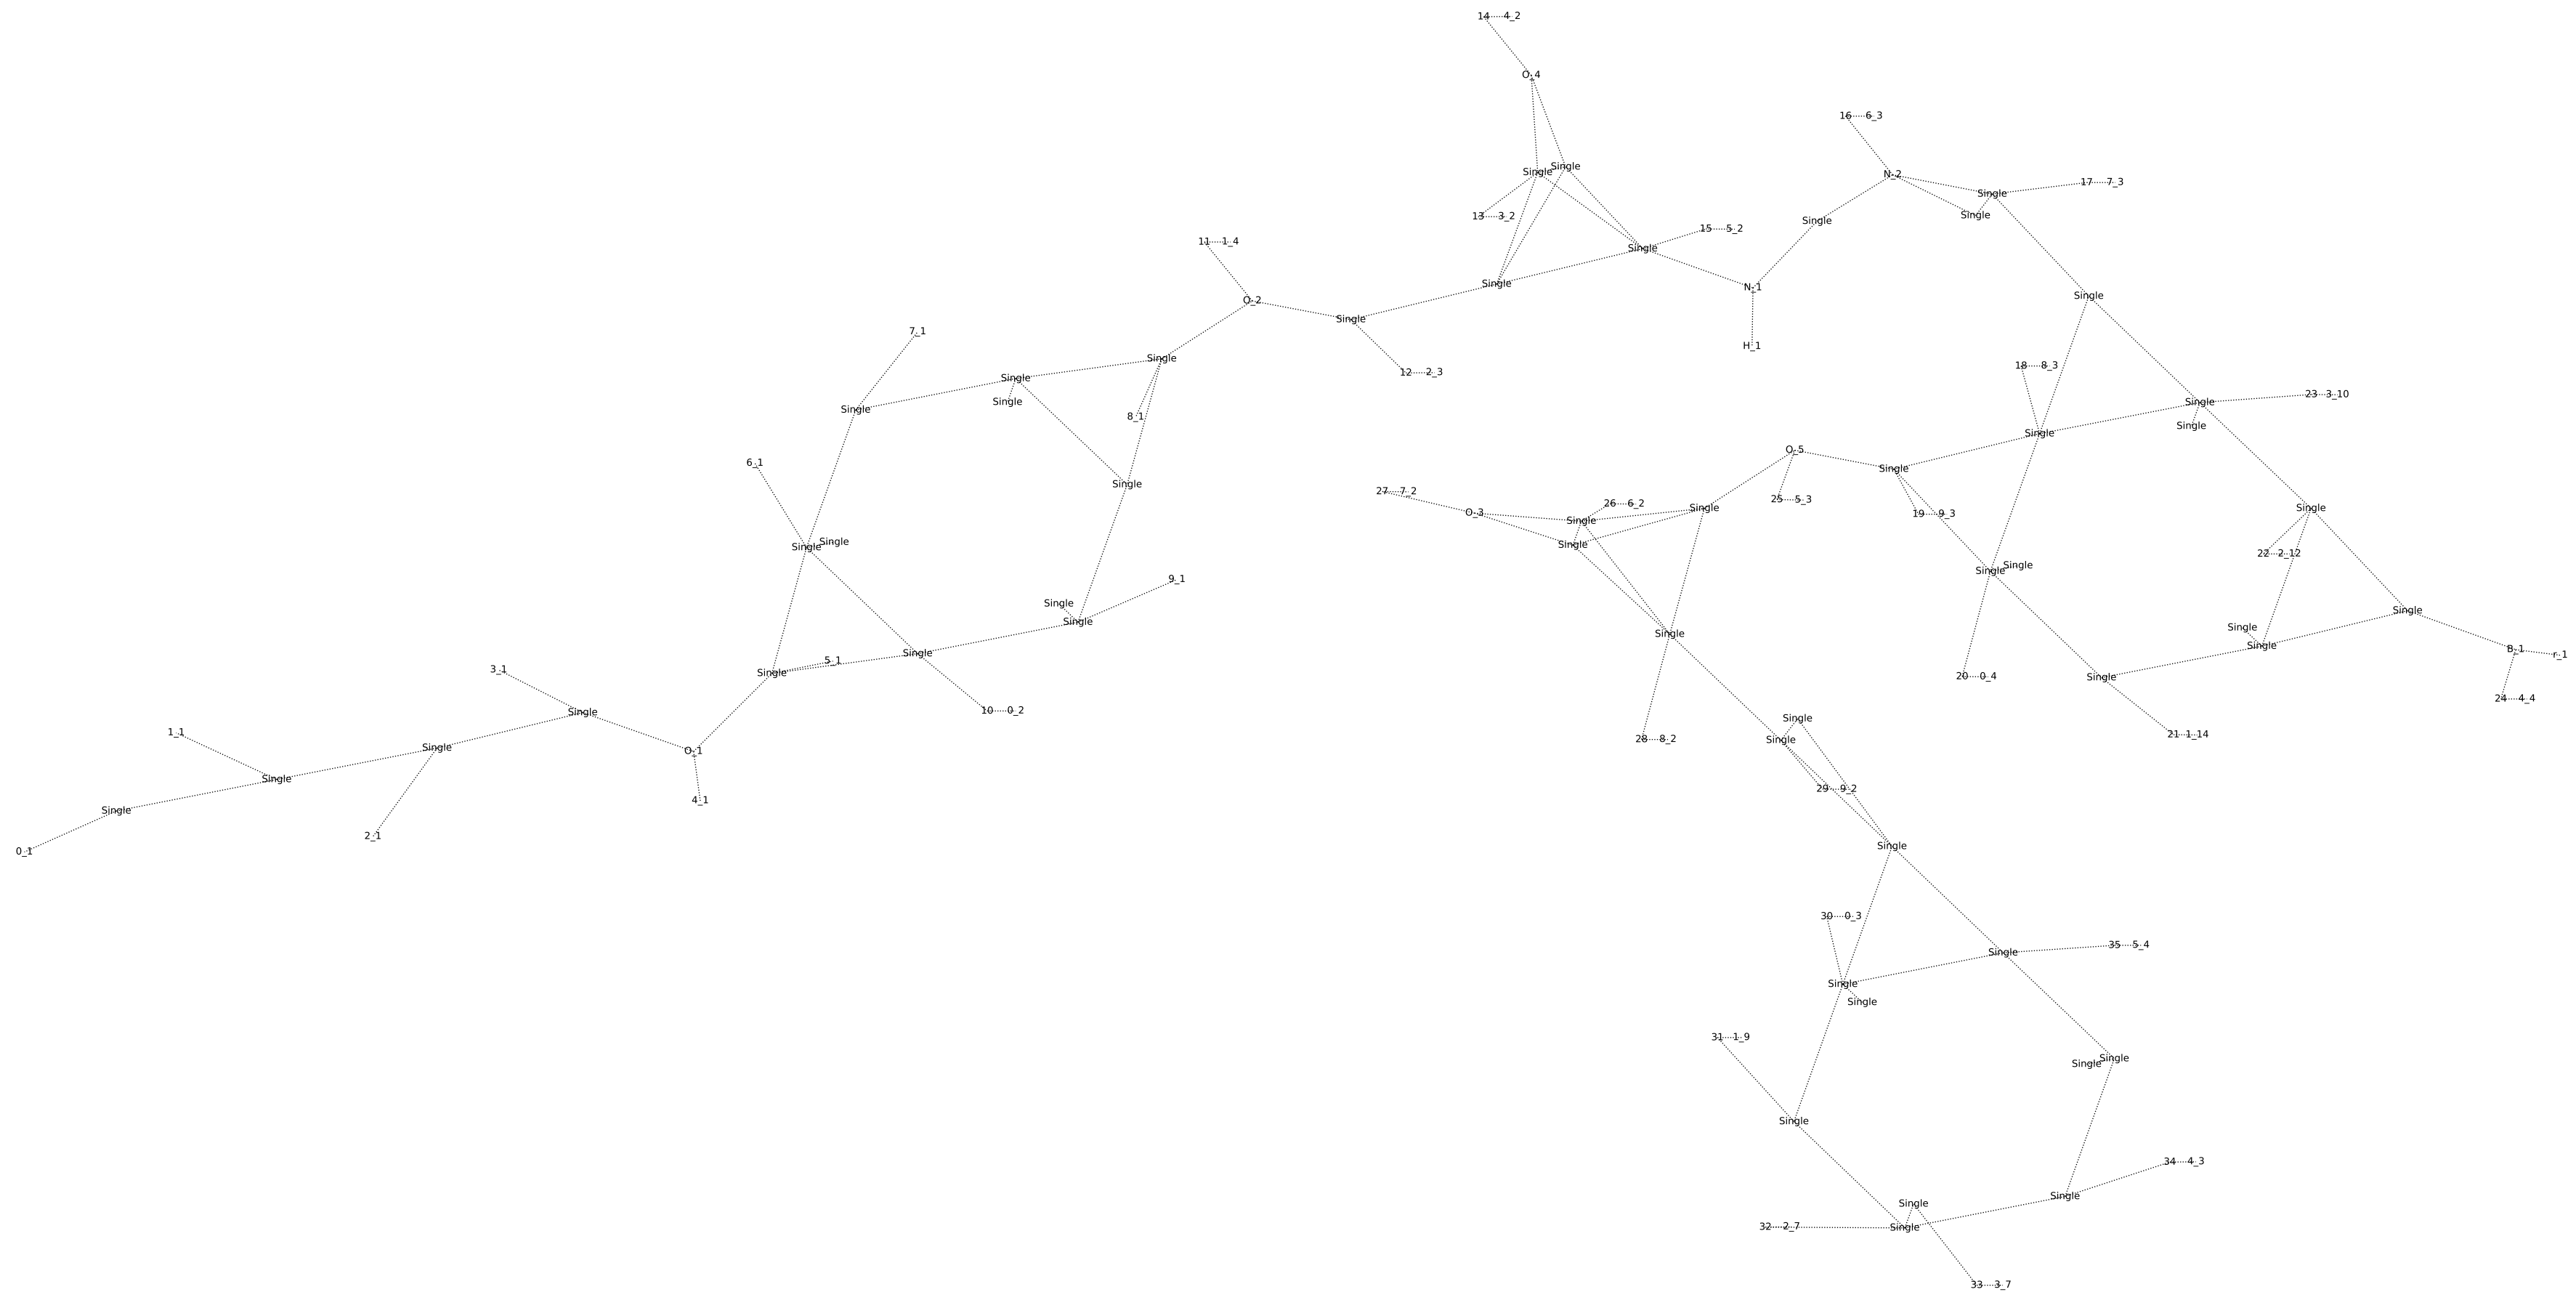 14 4_2
O_4
16 6_3
Single Single
N_2
17 7_3
Single
13 3_2
Single
Single
15 5_2
11 1_4
Single
Single
N_1
Single
O_2
Single
7_1
H_1
Single
18 8_3
12 2_3
Single
23 3_10
Single
Single
Single
8_1
Single
Single
O_5
6_1
Single
Single
27 7_2
25 5_3
26 6_2
Single
Single
O_3
19 9_3
Single
Single
Single
Single
Single
22 2_12
Single
Single
9_1
Single
Single
Single
Single
Single
Single
Single
B_1
Single
r_1
5_1
3_1
Single
20 0_4
Single
24 4_4
10 0_2
Single
Single
1_1
21 1_14
28 8_2
Single
Single
O_1
Single
29 9_2
4_1
Single
2_1
Single
0_1
30 0_3
35 5_4
Single
Single
Single
31 1_9
Single
Single
Single
34 4_3
Single
Single
32 2_7
Single
33 3_7